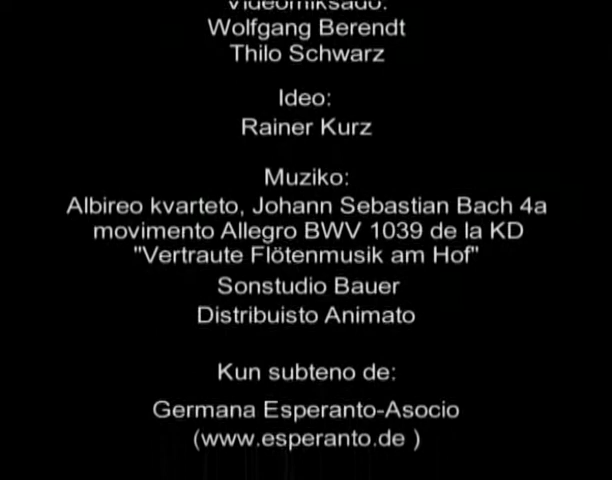 Videomiksado:
Wolfgang Berendt
Thilo Schwarz
Ideo:
Rainer Kurz
Muziko:
Albireo kvarteto, Johann Sebastian Bach 4a
movimento Allegro BWV 1039 de la KD
"Vertraute Flötenmusik am Hof"
Sonstudio Bauer
Distribuisto Animato
Kun subteno de:
Germana Esperanto-Asocio
(www.esperanto.de )